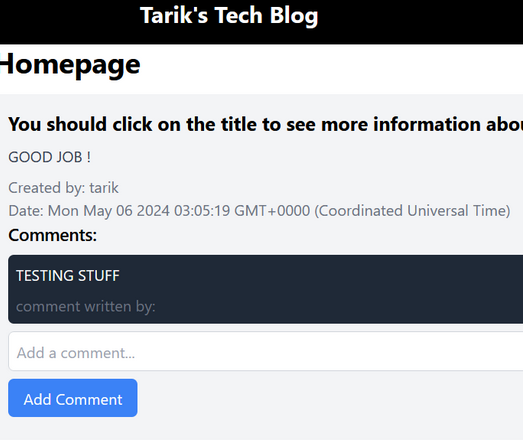 Tarik's Tech Blog
Homepage
You should click on the title to see more information
GOOD JOB !
Created by: tarik
Date: Mon May 06 2024 03:05:19 GMT+0000 (Coordinated Universal Time)
Comments:
TESTING STUFF
comment written by:
Add a comment...
Add Comment